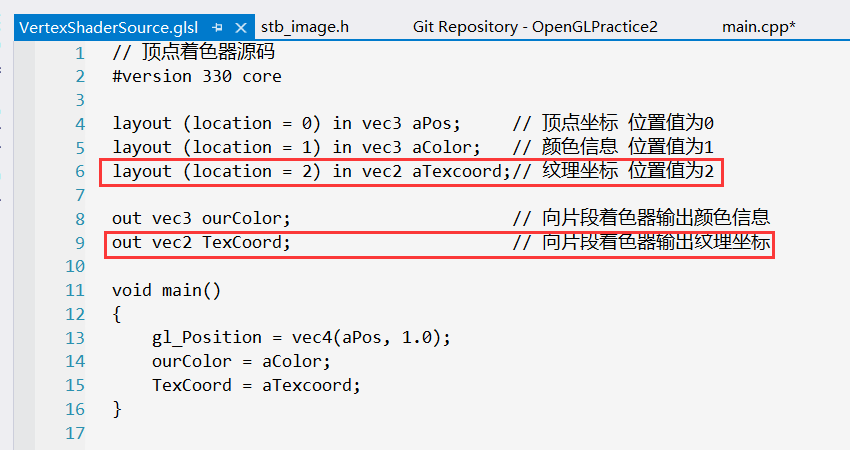 VertexShaderSource.glsl stb_image.h Git Repository - OpenGLPractice2 main.cpp*
1 // 顶点着色器源码
2 #version 330 core
3
4 layout (location = 0) in vec3 aPos; // 顶点坐标 位置值为0
5 layout (location = 1) in vec3 aColor; // 颜色信息 位置值为1
6 layout (location = 2) in vec2 aTexcoord;// 纹理坐标 位置值为2
7
8 out vec3 ourColor; // 向片段着色器输出颜色信息
9 out vec2 TexCoord; // 向片段着色器输出纹理坐标
10
11 void main()
12 {
13 gl_Position = vec4(aPos, 1.0);
14 ourColor = aColor;
15 TexCoord = aTexcoord;
16 }
17